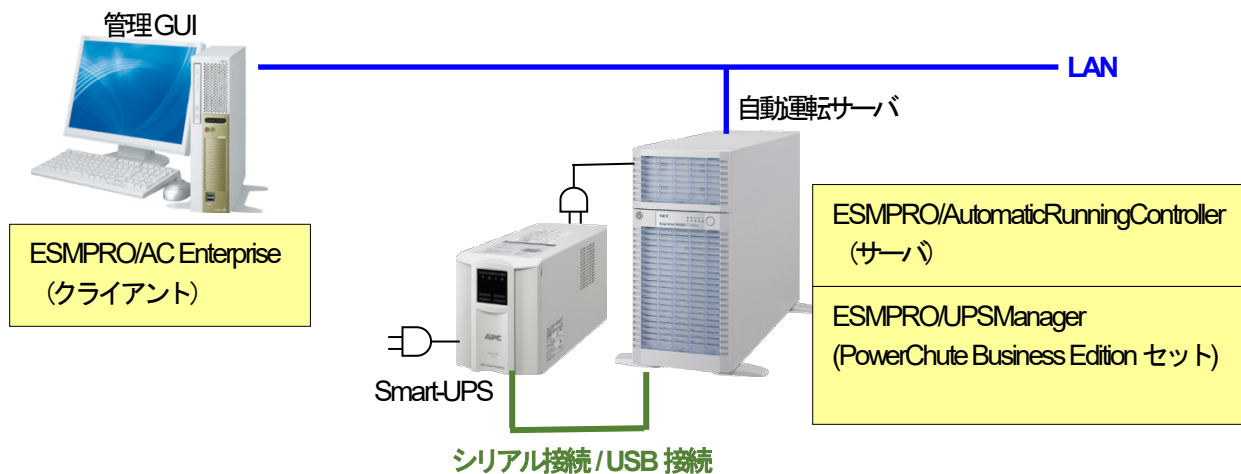 管理GUI
LAN
自動運転サーバ
ESMPRO/AC Enterprise
（クライアント）
ESMPRO/AutomaticRunningController
（サーバ）
ESMPRO/UPSManager
(PowerChute Business Edition セット)
APC
NEC
Smart-UPS
シリアル接続 / USB 接続